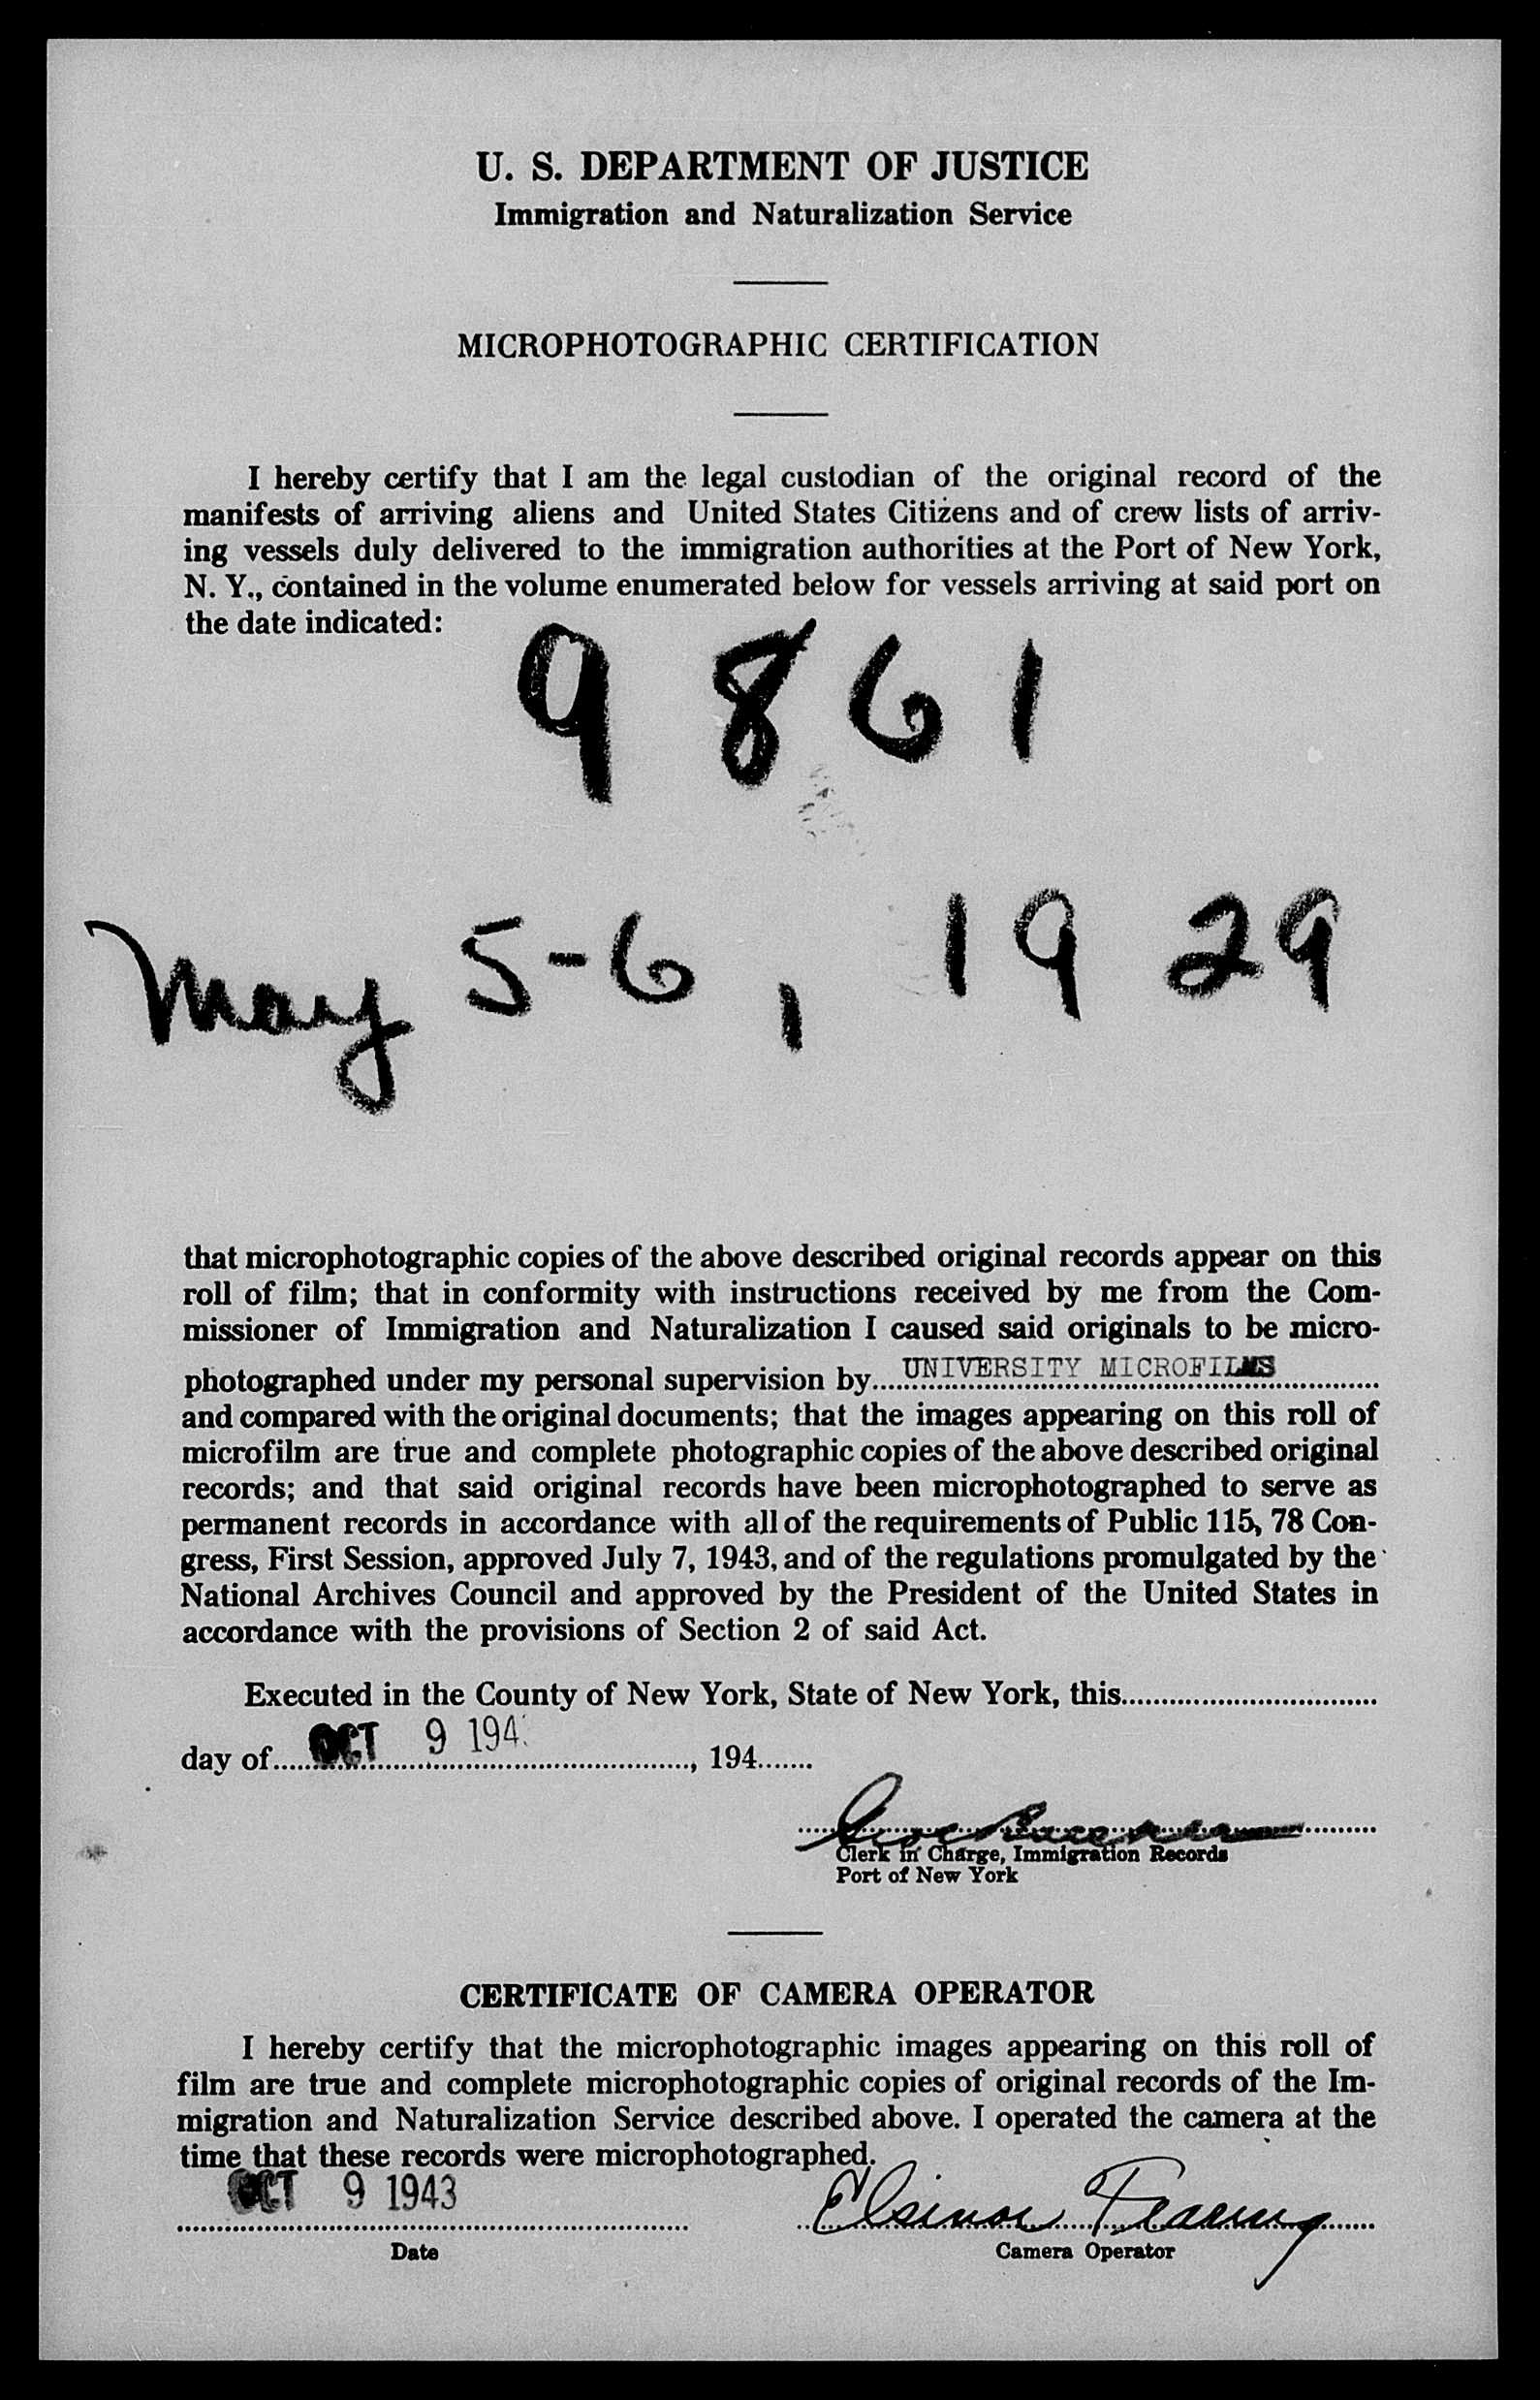 U. S. DEPARTMENT OF JUSTICE
Immigration and Naturalization Service
MICROPHOTOGRAPHIC CERTIFICATION
I hereby certify that I am the legal custodian of the original record of the
manifests of arriving aliens and United States Citizens and of crew lists of arriv-
ing vessels duly delivered to the immigration authorities at the Port of New York,
N. Y., contained in the volume enumerated below for vessels arriving at said port on
the date indicated:
9861
May 5-6, 1929
that microphotographic copies of the above described original records appear on this
roll of film; that in conformity with instructions received by me from the Com-
missioner of Immigration and Naturalization I caused said originals to be micro-
photographed under my personal supervision by UNIVERSITY MICROFILMS
and compared with the original documents; that the images appearing on this roll of
microfilm are true and complete photographic copies of the above described original
records; and that said original records have been microphotographed to serve as
permanent records in accordance with all of the requirements of Public 115, 78 Con-
gress, First Session, approved July 7, 1943, and of the regulations promulgated by the
National Archives Council and approved by the President of the United States in
accordance with the provisions of Section 2 of said Act.
Executed in the County of New York, State of New York, this
day of OCT 9 194 , 194
Clerk in Charge, Immigration Records
Port of New York
CERTIFICATE OF CAMERA OPERATOR
I hereby certify that the microphotographic images appearing on this roll of
film are true and complete microphotographic copies of original records of the Im-
migration and Naturalization Service described above. I operated the camera at the
time that these records were microphotographed.
OCT 9 1943 Elsinor
Date Camera Operator